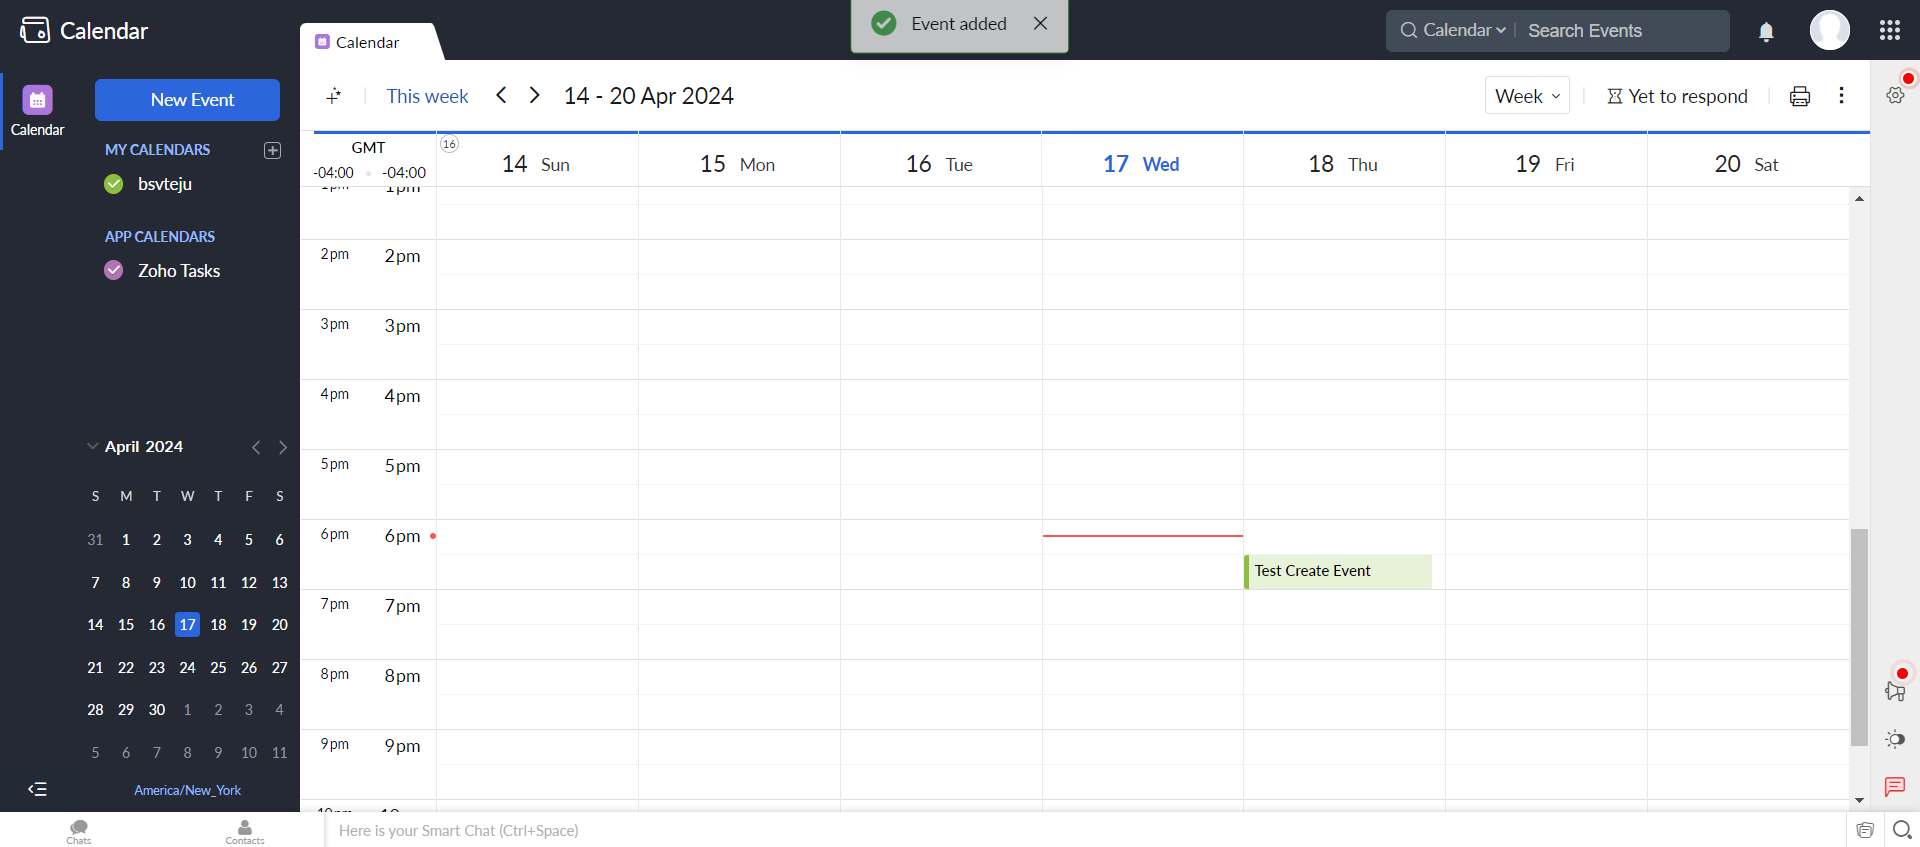 Calendar
Calendar
Event added
Calendar
Search Events
Calendar
New Event
MY CALENDARS
bsvteju
APP CALENDARS
Zoho Tasks
This week
14 - 20 Apr 2024
Week
Yet to respond
GMT
-04:00 -04:00
16
14 Sun
15 Mon
16 Tue
17 Wed
18 Thu
19 Fri
20 Sat
1pm 1pm
2pm 2pm
3pm 3pm
4pm 4pm
5pm 5pm
6pm 6pm
Test Create Event
7pm 7pm
8pm 8pm
9pm 9pm
April 2024
S M T W T F S
31 1 2 3 4 5 6
7 8 9 10 11 12 13
14 15 16 17 18 19 20
21 22 23 24 25 26 27
28 29 30 1 2 3 4
5 6 7 8 9 10 11
America/New_York
Chats
Contacts
Here is your Smart Chat (Ctrl+Space)